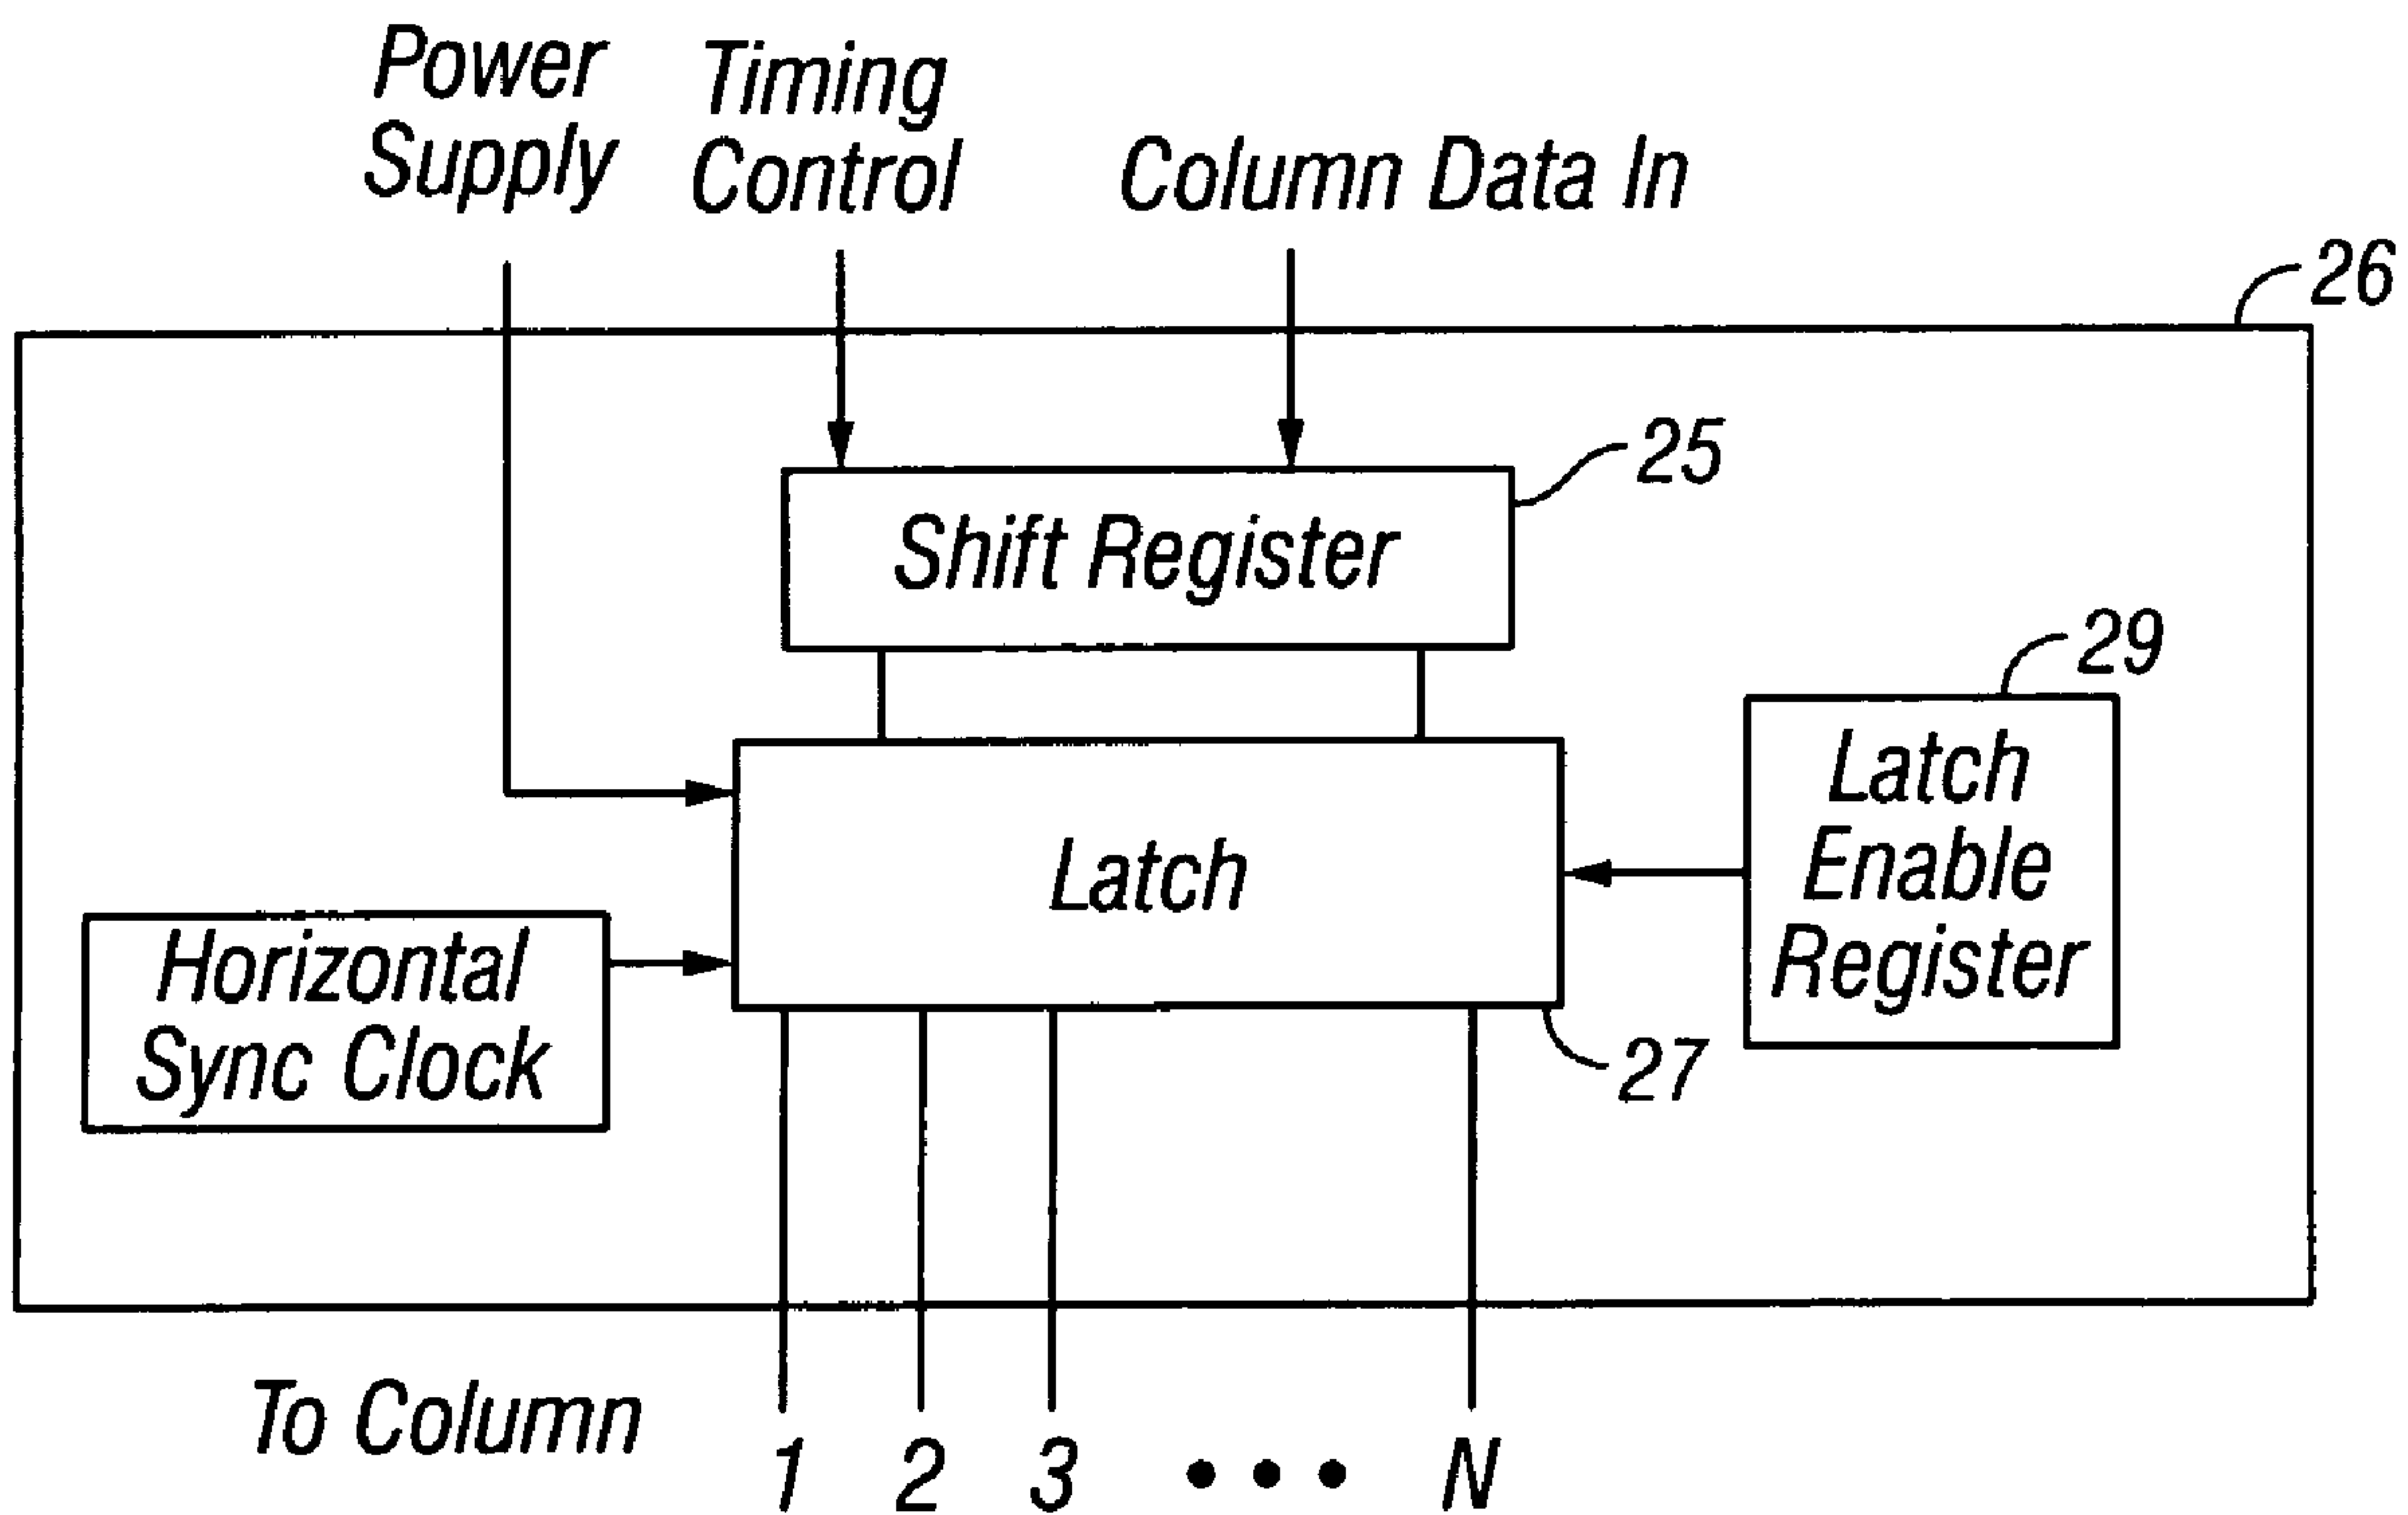 Power
Supply
Timing
Control
Column Data In
26
25
Shift Register
29
Latch
Enable
Register
Latch
Horizontal
Sync Clock
27
To Column
1 2 3 • • • N